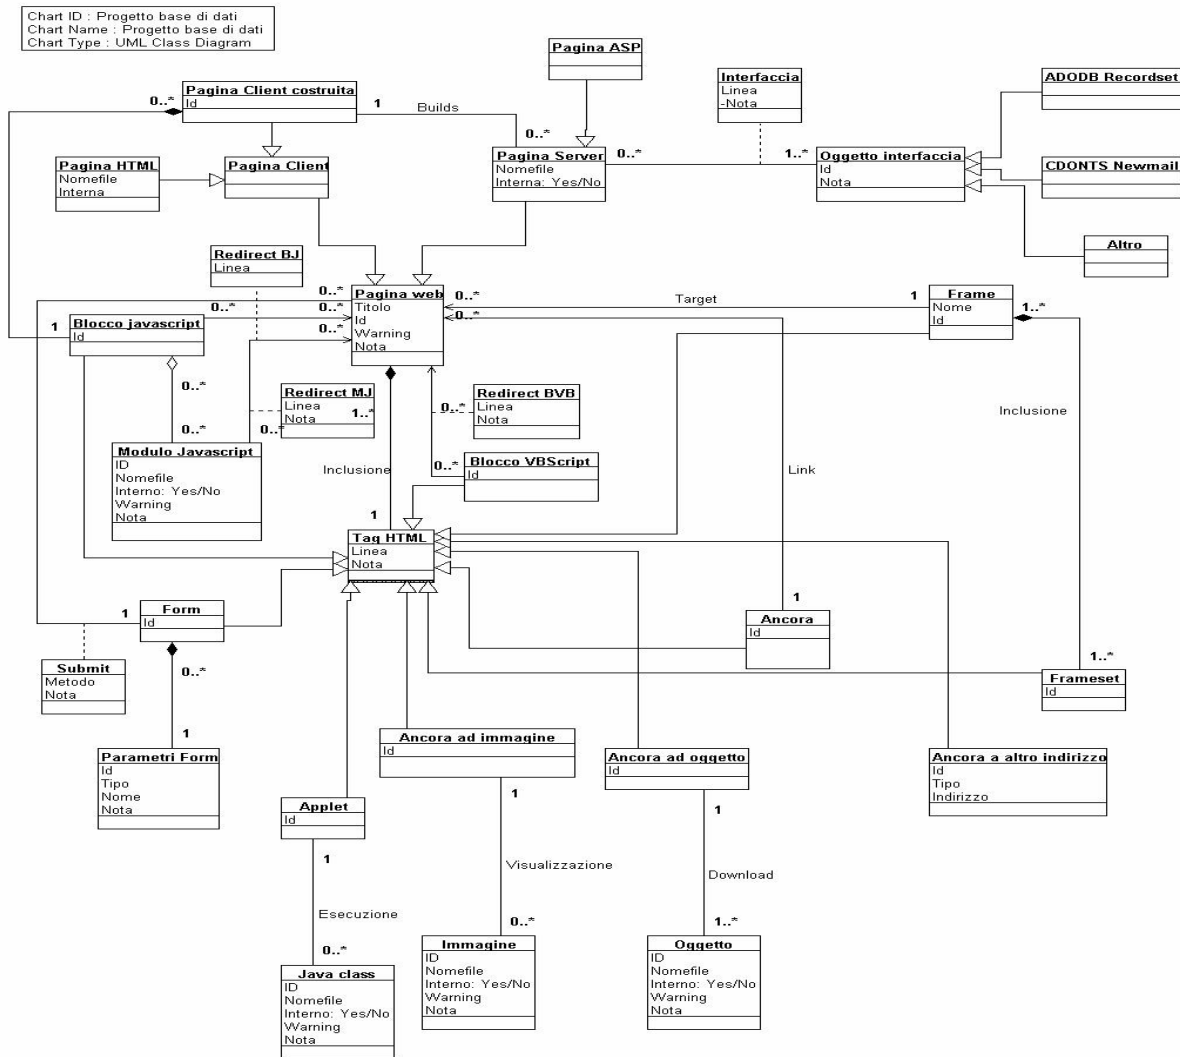 Chart ID : Progetto base di dati
Chart Name : Progetto base di dati
Chart Type : UML Class Diagram
Pagina ASP
Interfaccia
Linea
-Nota
ADODB Recordset
Pagina Client costruita
Id
0..*
1
Builds
0..*
Pagina HTML
Nomefile
Interna
Pagina Client
Pagina Server
Nomefile
Interna: Yes/No
0..*
1..*
Oggetto interfaccia
Id
Nota
CDONTS Newmail
Altro
Redirect BJ
Linea
0..*
0..*
0..*
0..*
Pagina web
Titolo
Id
Warning
Nota
0..*
0..*
Target
1
Frame
Nome
Id
1..*
1
Blocco javascript
Id
0..*
0..*
Redirect MJ
Linea
Nota
1..*
0..*
0..*
Redirect BVB
Linea
Nota
Inclusione
Modulo Javascript
ID
Nomefile
Interno: Yes/No
Warning
Nota
Inclusione
0..*
Blocco VBScript
Id
Link
1
Tag HTML
Linea
Nota
1
Form
Id
1
Ancora
Id
Submit
Metodo
Nota
0..*
1..*
Frameset
Id
1
Parametri Form
Id
Tipo
Nome
Nota
Ancora ad immagine
Id
Ancora ad oggetto
Id
Ancora a altro indirizzo
Id
Tipo
Indirizzo
Applet
Id
1
1
1
Visualizzazione
Download
Esecuzione
0..*
0..*
1..*
Java class
ID
Nomefile
Interno: Yes/No
Warning
Nota
Immagine
ID
Nomefile
Interno: Yes/No
Warning
Nota
Oggetto
ID
Nomefile
Interno: Yes/No
Warning
Nota